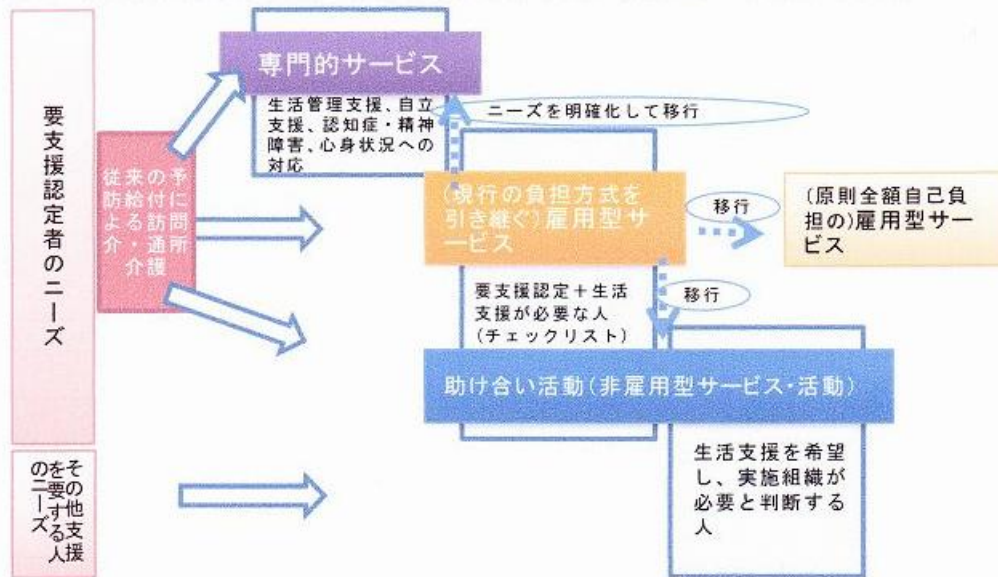 要支援認定者のニーズ
従来の予
防給付に
よる訪問
介・通所
介護
専門的サービス
生活管理支援、自立
支援、認知症・精神
障害、心身状況への
対応
ニーズを明確化して移行
(現行の負担方式を
引き継ぐ)雇用型サ
ービス
移行
(原則全額自己負
担の)雇用型サー
ビス
要支援認定＋生活
支援が必要な人
(チェックリスト)
移行
助け合い活動(非雇用型サービス・活動)
生活支援を希望
し、実施組織が
必要と判断する
人
その他支援
を要する人
のニーズ